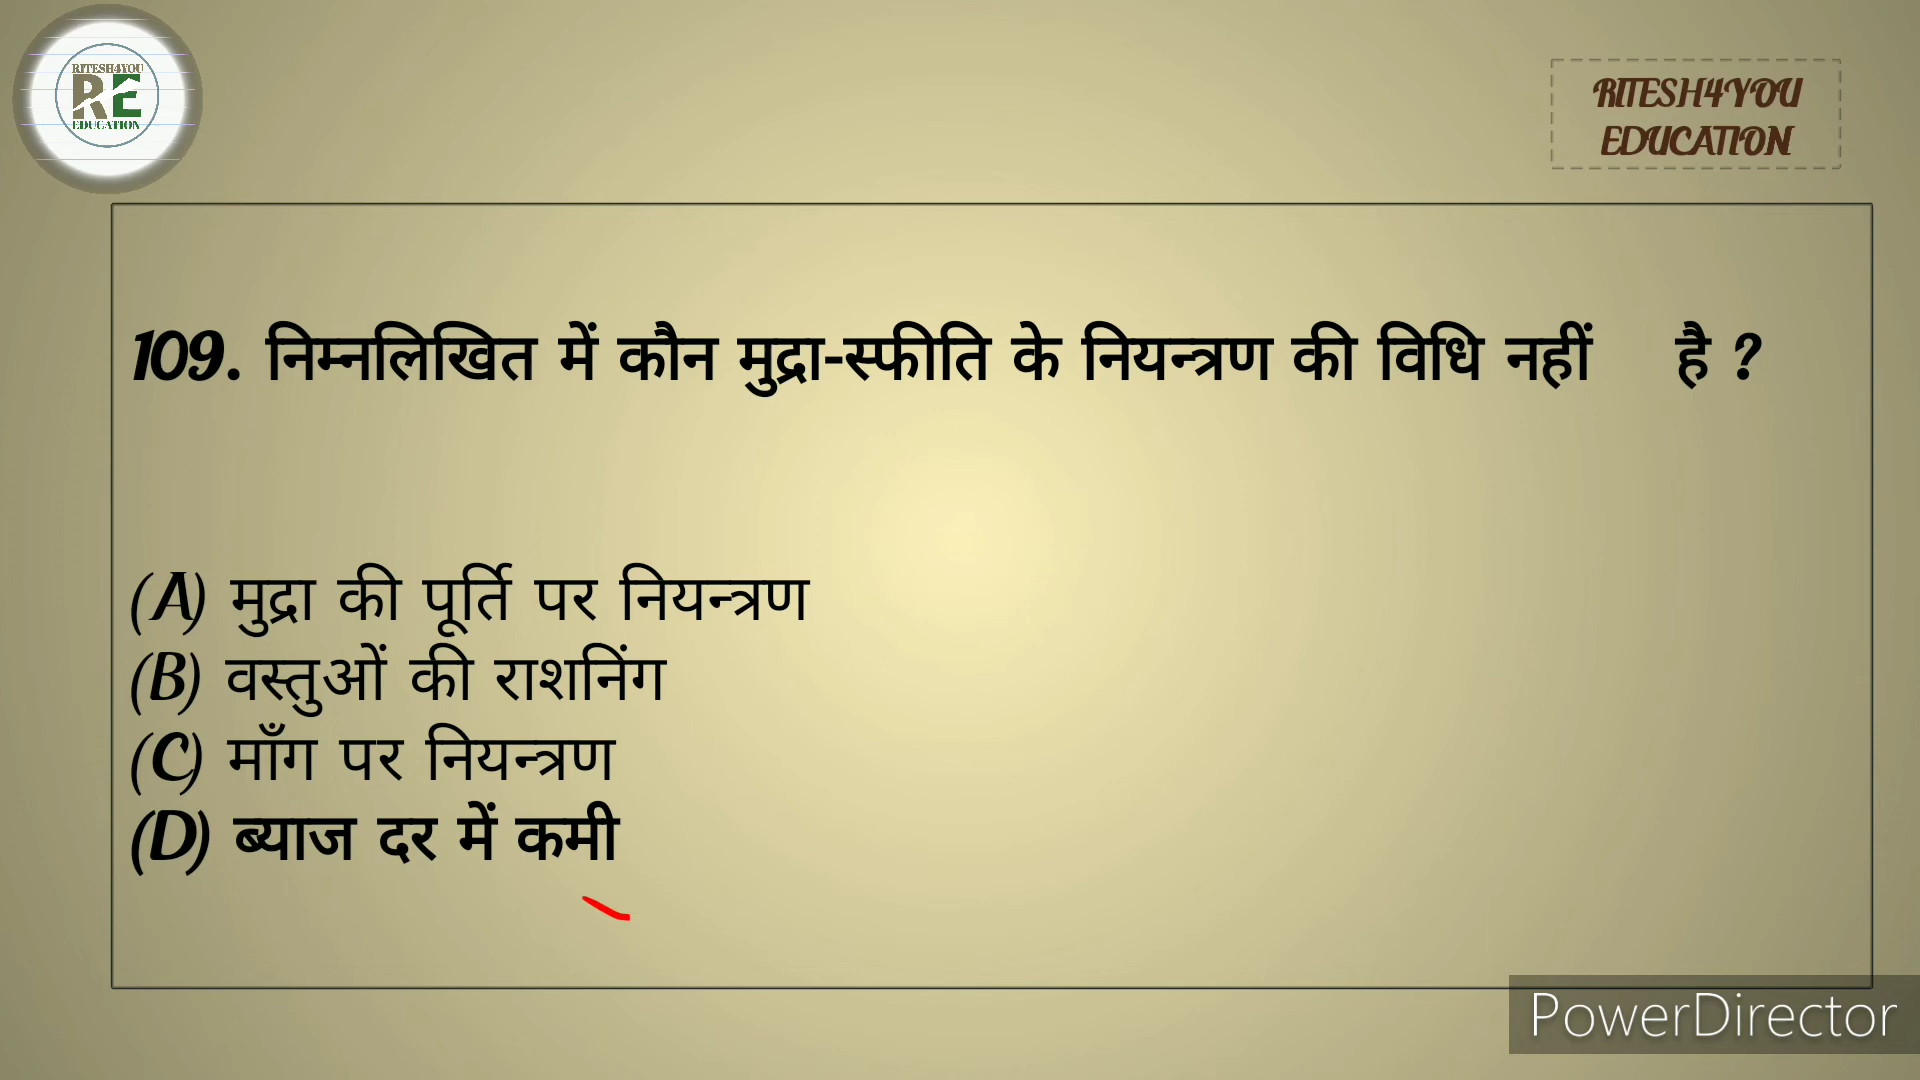 RITESH4YOU
RE
EDUCATION
RITESH4YOU
EDUCATION
109. निम्नलिखित में कौन मुद्रा-स्फीति के नियन्त्रण की विधि नहीं है ?
(A) मुद्रा की पूर्ति पर नियन्त्रण
(B) वस्तुओं की राशनिंग
(C) माँग पर नियन्त्रण
(D) ब्याज दर में कमी
PowerDirector